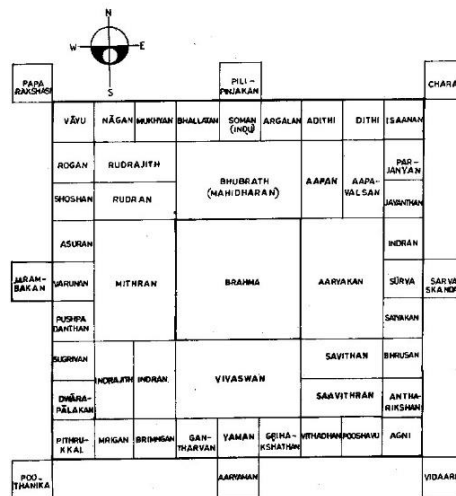 N
W E
S
PAPA
RAKSHASI
PILI-
PINJAKAN
CHARA
VĀYU NĀGAN MUKHYAN BHALLATAN SOMAN
(INDU) ARGALAN ADITHI DITHI ISAANAN
ROGAN RUDRAJITH BHUBRATH
(MAHIDHARAN) AAPAN AAPA-
VALSAN PAR-
JANYAN
SHOSHAN RUDRAN JAYANTHAN
ASURAN INDRAN
JARAM-
BAKAN VARUNAN MITHRAN BRAHMA AARYAKAN SŪRYA SARVA
SKANDA
PUSHPA
DANTHAN SATYAKAN
SUGRIVAN INDRAJITH INDRAN VIVASWAN SAVITHAN BHRUSAN
DWĀRA-
PĀLAKAN SAAVITHRAN ANTHA-
RIKSHAN
PITHRU-
KKAL MRIGAN BRIMHGAN GAN-
THARVAN YAMAN GRIHA-
KSHATHAN VITHADHAN POOSHAVU AGNI
POO-
THANIKA AARYAMAN VIDAARI